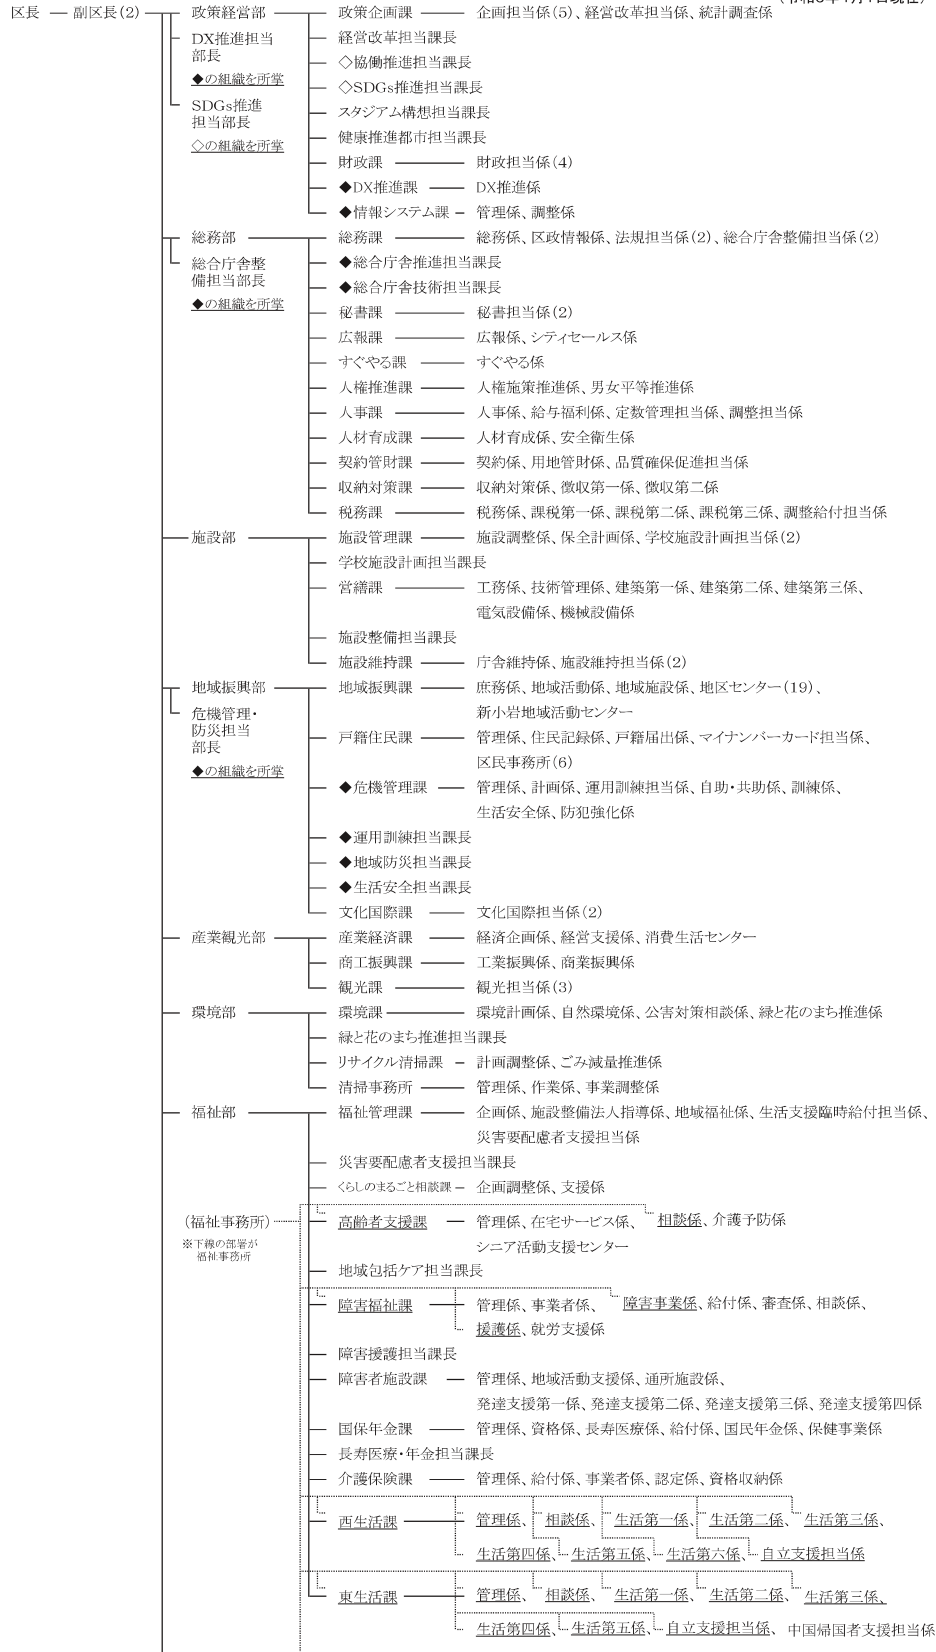 区長 副区長(2) 政策経営部 政策企画課 企画担当係(5)、経営改革担当係、統計調査係
DX推進担当部長 経営改革担当課長
◆の組織を所掌 ◇協働推進担当課長
SDGs推進担当部長 ◇SDGs推進担当課長
◇の組織を所掌 スタジアム構想担当課長
健康推進都市担当課長
財政課 財政担当係(4)
◆DX推進課 DX推進係
◆情報システム課 管理係、調整係
総務部 総務課 総務係、区政情報係、法規担当係(2)、総合庁舎整備担当係(2)
総合庁舎整備担当部長 ◆総合庁舎推進担当課長
◆の組織を所掌 ◆総合庁舎技術担当課長
秘書課 秘書担当係(2)
広報課 広報係、シティセールス係
すぐやる課 すぐやる係
人権推進課 人権施策推進係、男女平等推進係
人事課 人事係、給与福利係、定数管理担当係、調整担当係
人材育成課 人材育成係、安全衛生係
契約管財課 契約係、用地管財係、品質確保促進担当係
収納対策課 収納対策係、徴収第一係、徴収第二係
税務課 税務係、課税第一係、課税第二係、課税第三係、調整給付担当係
施設部 施設管理課 施設調整係、保全計画係、学校施設計画担当係(2)
学校施設計画担当課長
営繕課 工務係、技術管理係、建築第一係、建築第二係、建築第三係、
電気設備係、機械設備係
施設整備担当課長
施設維持課 庁舎維持係、施設維持担当係(2)
地域振興部 地域振興課 庶務係、地域活動係、地域施設係、地区センター(19)、
危機管理・防災担当部長 新小岩地域活動センター
◆の組織を所掌 戸籍住民課 管理係、住民記録係、戸籍届出係、マイナンバーカード担当係、
区民事務所(6)
◆危機管理課 管理係、計画係、運用訓練担当係、自助・共助係、訓練係、
生活安全係、防犯強化係
◆運用訓練担当課長
◆地域防災担当課長
◆生活安全担当課長
文化国際課 文化国際担当係(2)
産業観光部 産業経済課 経済企画係、経営支援係、消費生活センター
商工振興課 工業振興係、商業振興係
観光課 観光担当係(3)
環境部 環境課 環境計画係、自然環境係、公害対策相談係、緑と花のまち推進係
緑と花のまち推進担当課長
リサイクル清掃課 計画調整係、ごみ減量推進係
清掃事務所 管理係、作業係、事業調整係
福祉部 福祉管理課 企画係、施設整備法人指導係、地域福祉係、生活支援臨時給付担当係、
災害要配慮者支援担当係
災害要配慮者支援担当課長
くらしのまるごと相談課 企画調整係、支援係
(福祉事務所) 高齢者支援課 管理係、在宅サービス係、相談係、介護予防係
※下線の部署が福祉事務所 シニア活動支援センター
地域包括ケア担当課長
障害福祉課 管理係、事業者係、障害事業係、給付係、審査係、相談係、
援護係、就労支援係
障害援護担当課長
障害者施設課 管理係、地域活動支援係、通所施設係、
発達支援第一係、発達支援第二係、発達支援第三係、発達支援第四係
国保年金課 管理係、資格係、長寿医療係、給付係、国民年金係、保健事業係
長寿医療・年金担当課長
介護保険課 管理係、給付係、事業者係、認定係、資格収納係
西生活課 管理係、相談係、生活第一係、生活第二係、生活第三係、
生活第四係、生活第五係、生活第六係、自立支援担当係
東生活課 管理係、相談係、生活第一係、生活第二係、生活第三係、
生活第四係、生活第五係、自立支援担当係、中国帰国者支援担当係